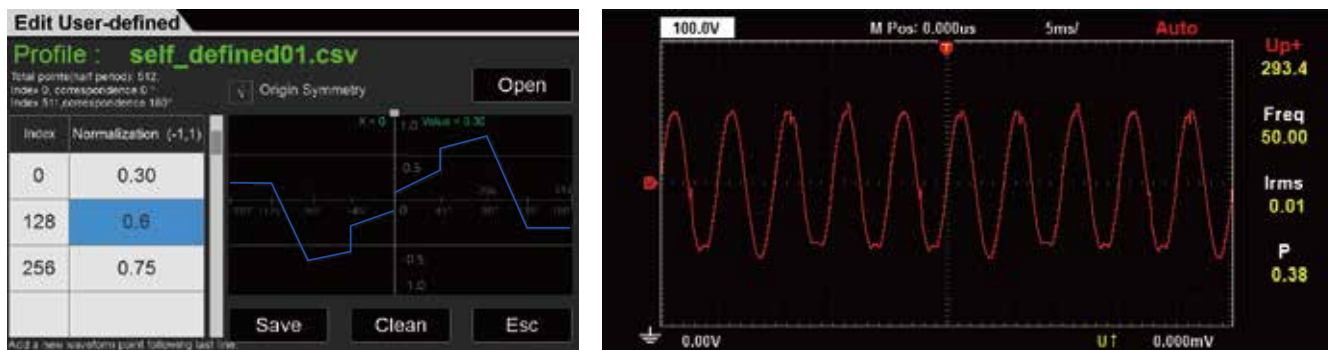 Edit User-defined
Profile : self_defined01.csv
Total points(half period): 512,
Index 0, correspondence 0 °
Index 511,correspondence 180°
√ Origin Symmetry
Open
Index Normalization (-1,1)
X = 0 1.0 Value = 0.30
0 0.30
0.5
128 0.6
0
256 0.75
-0.5
1.0
Save Clean Esc
Add a new waveform point following last line
100.0V M Pos: 0.000us 5ms/ Auto
T
Up+
293.4
Freq
50.00
Irms
0.01
P
0.38
0.00V U↑ 0.000mV